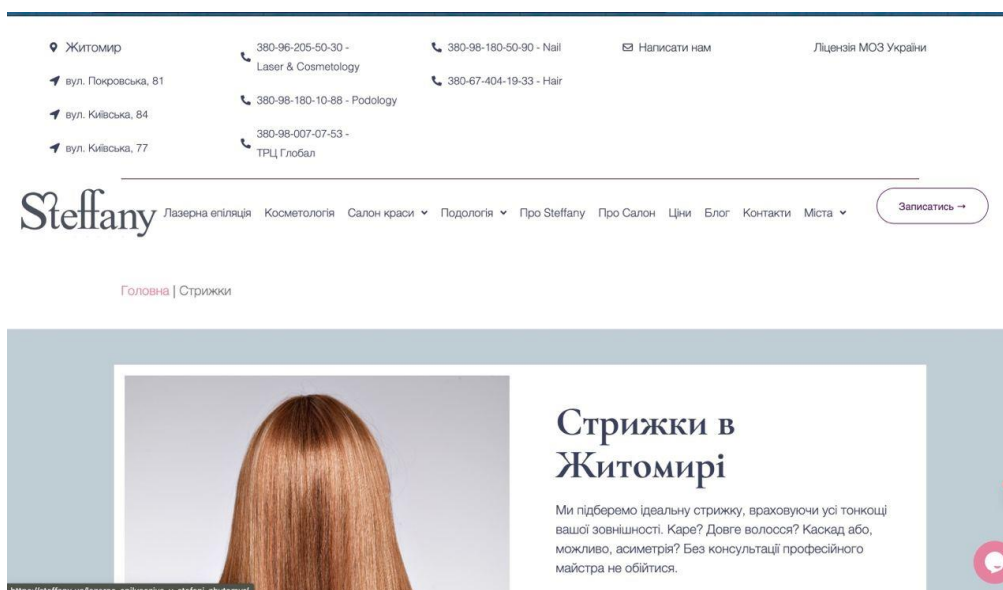 Житомир
вул. Покровська, 81
вул. Київська, 84
вул. Київська, 77
380-96-205-50-30 -
Laser & Cosmetology
380-98-180-10-88 - Podology
380-98-007-07-53 -
ТРЦ Глобал
380-98-180-50-90 - Nail
380-67-404-19-33 - Hair
Написати нам
Ліцензія МОЗ України
Steffany
Лазерна епіляція Косметологія Салон краси Подологія Про Steffany Про Салон Ціни Блог Контакти Міста
Записатись →
Головна | Стрижки
Стрижки в
Житомирі
Ми підберемо ідеальну стрижку, враховуючи усі тонкощі
вашої зовнішності. Каре? Довге волосся? Каскад або,
можливо, асиметрія? Без консультації професійного
майстра не обійтися.